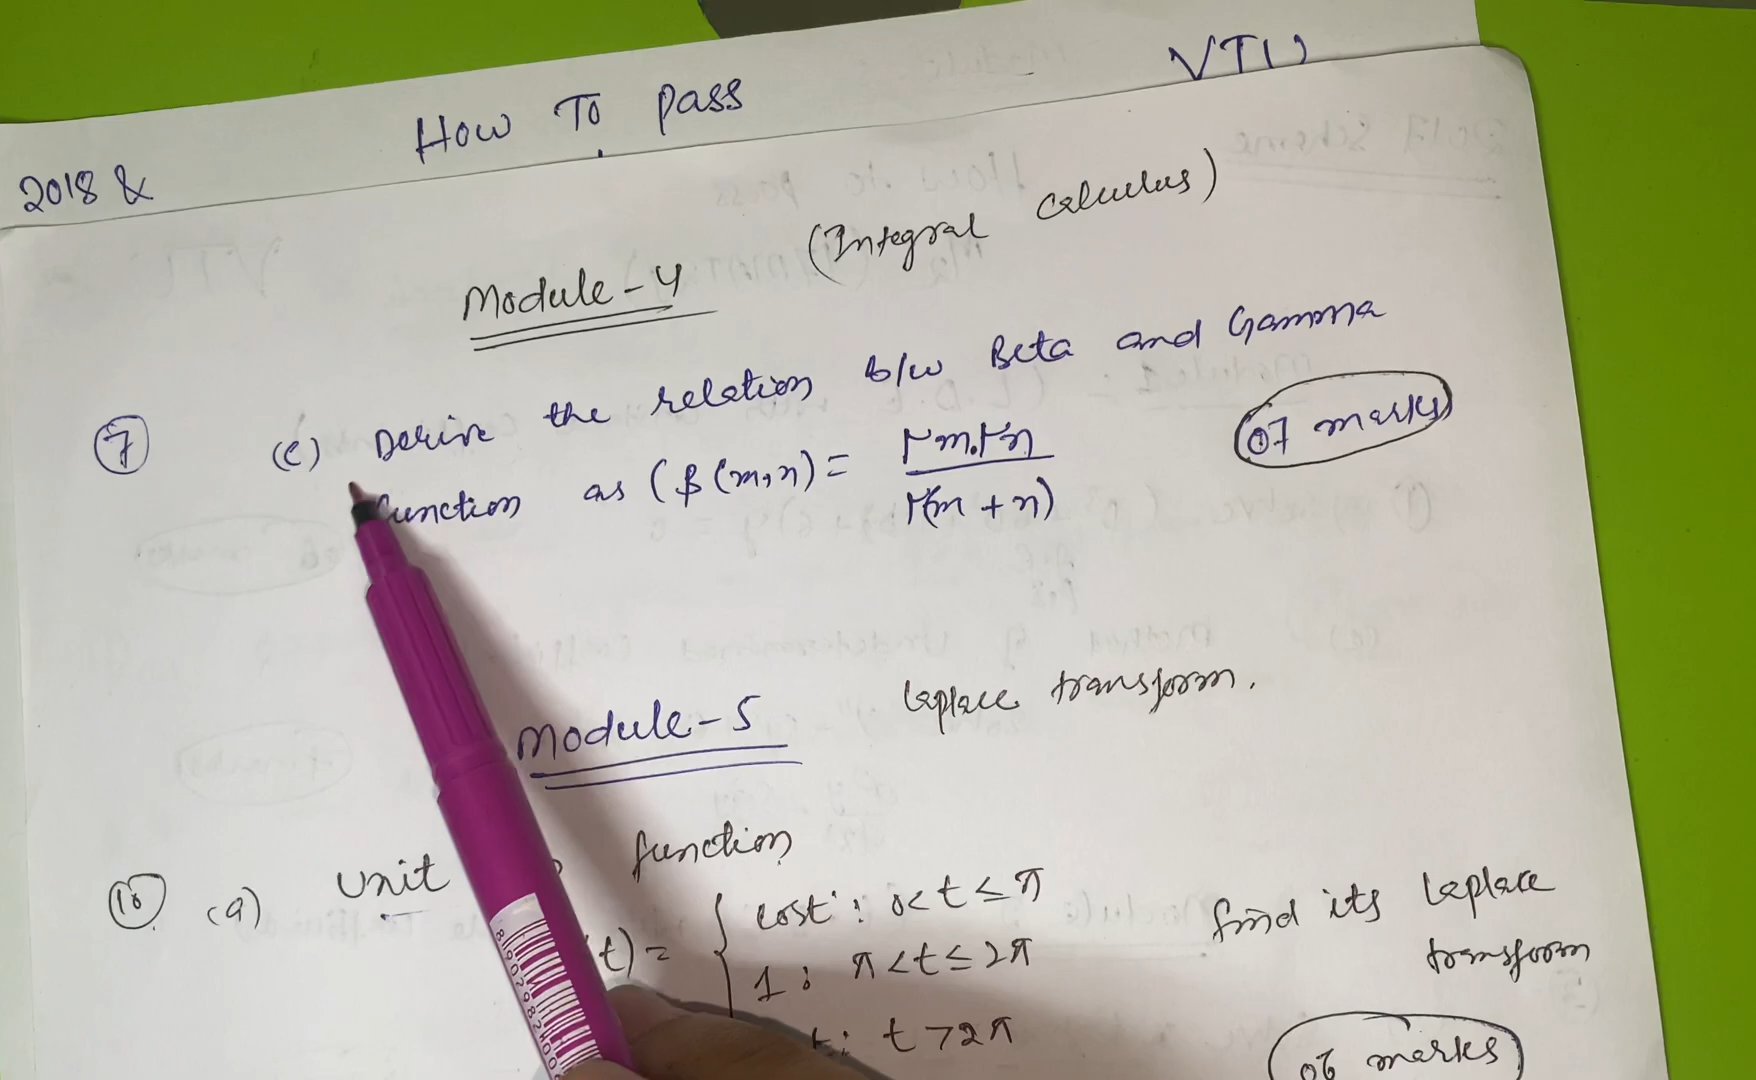 How To pass
VTU
2018 &
Module-4 (Integral calculus)
7 (c) Derive the relation b/w Beta and Gamma
function as (β(m,n) = Γm.Γn / Γ(m+n)
07 marks
Module-5 Laplace transform.
10 (a) Unit function
(t) = { cost : 0<t≤π
1 : π<t≤2π
t>2π
find its Laplace
transform
06 marks